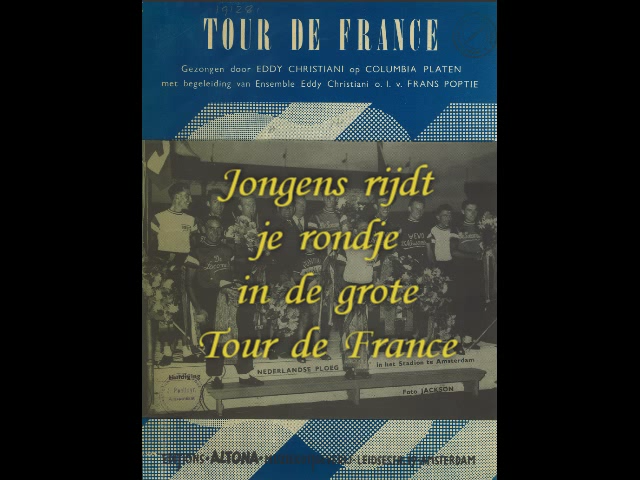 TOUR DE FRANCE
Gezongen door EDDY CHRISTIANI op COLUMBIA PLATEN
met begeleiding van Ensemble Eddy Christiani o. l. v. FRANS POPTIE
Jongens rijdt
je rondje
in de grote
Tour de France
Huldiging
NEDERLANDSE PLOEG
in het Stadion te Amsterdam
Foto JACKSON
ALTONA
AMSTERDAM